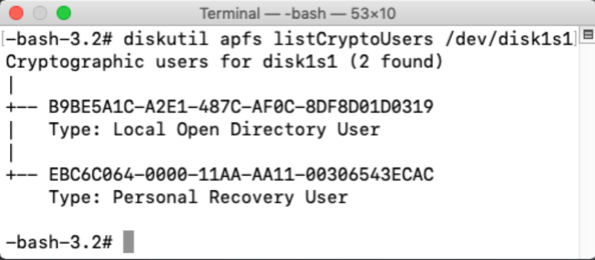 Terminal — -bash — 53×10
[-bash-3.2# diskutil apfs listCryptoUsers /dev/disk1s1]
Cryptographic users for disk1s1 (2 found)
|
+-- B9BE5A1C-A2E1-487C-AF0C-8DF8D01D0319
|   Type: Local Open Directory User
|
+-- EBC6C064-0000-11AA-AA11-00306543ECAC
    Type: Personal Recovery User
-bash-3.2#